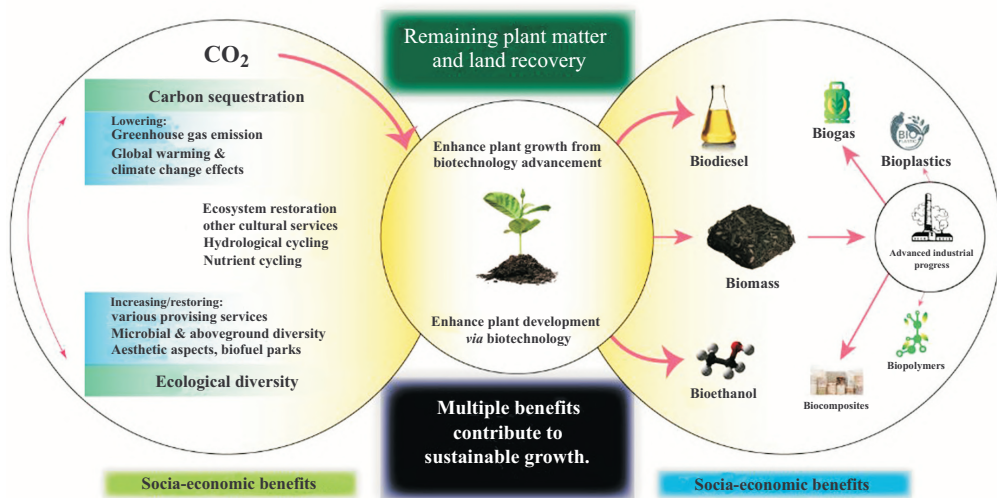 CO₂
Carbon sequestration
Lowering:
Greenhouse gas emission
Global warming &
climate change effects
Ecosystem restoration
other cultural services
Hydrological cycling
Nutrient cycling
Increasing/restoring:
various provising services
Microbial & aboveground diversity
Aesthetic aspects, biofuel parks
Ecological diversity
Socia-economic benefits
Remaining plant matter
and land recovery
Enhance plant growth from
biotechnology advancement
Enhance plant development
via biotechnology
Multiple benefits
contribute to
sustainable growth.
Biodiesel
Biomass
Bioethanol
Biogas
BIO
Bioplastics
Advanced industrial
progress
Biopolymers
Biocomposites
Socia-economic benefits